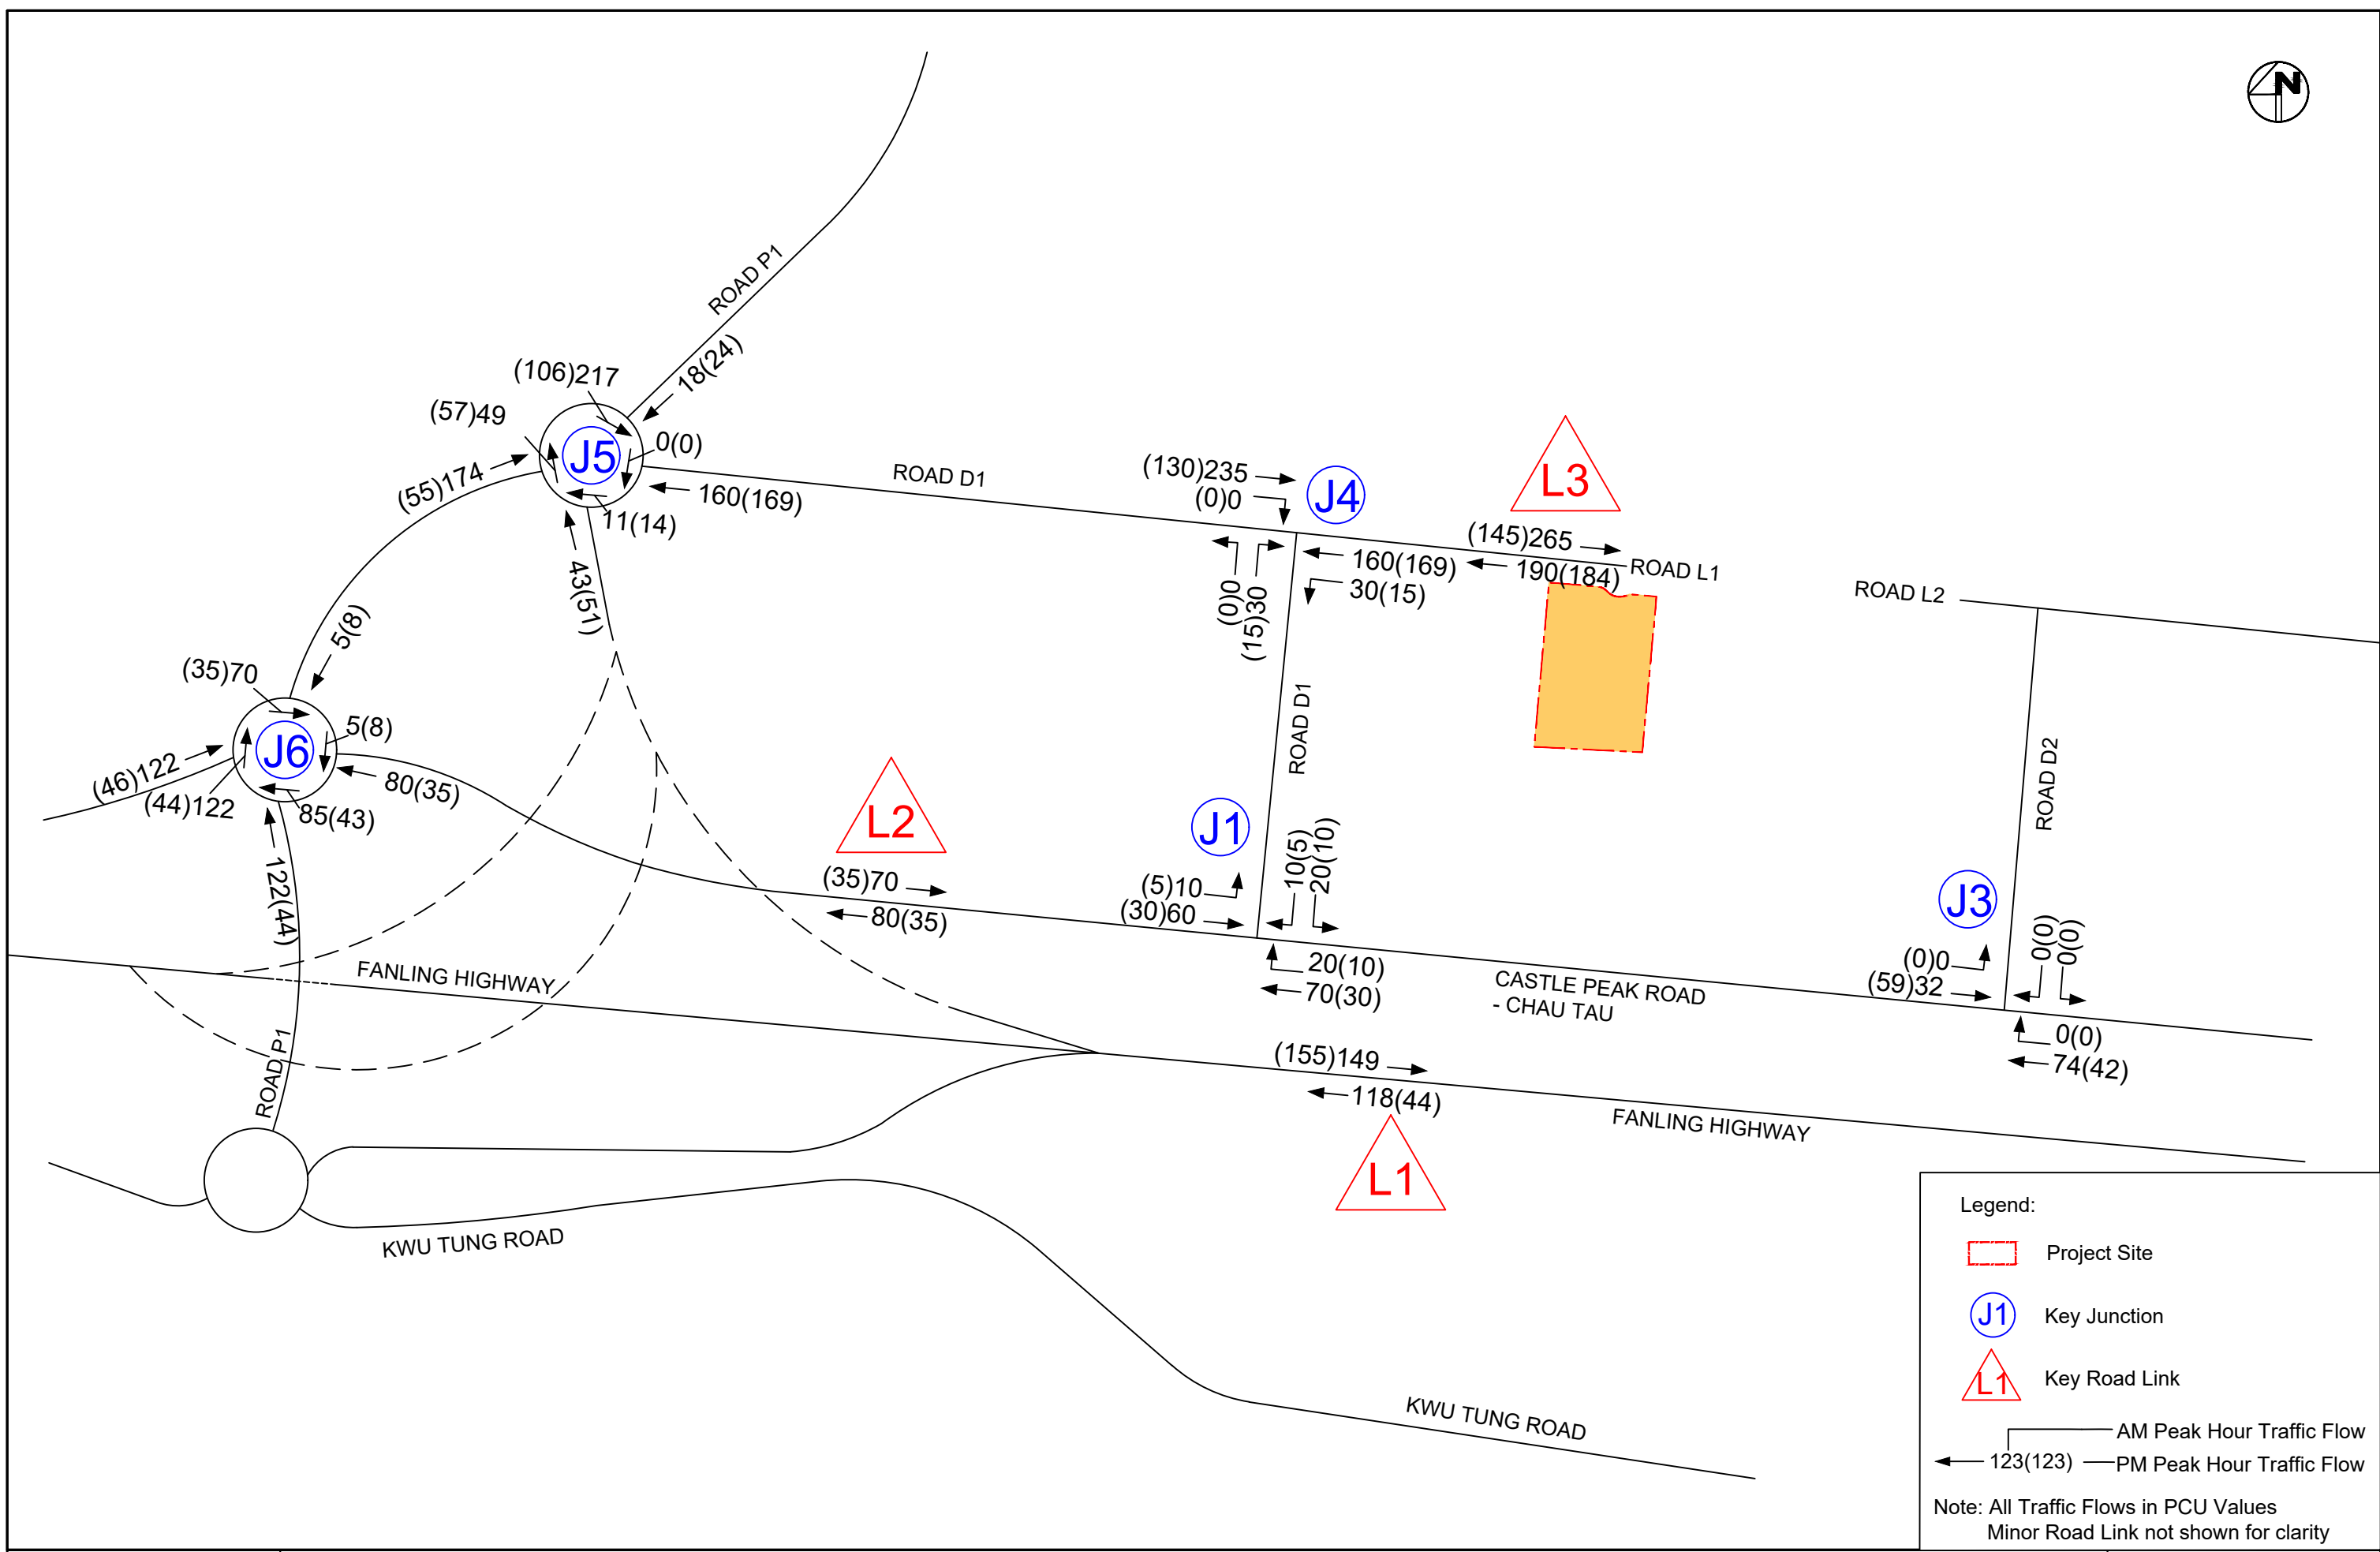 N
ROAD P1
18(24)
(106)217
(57)49
J5
0(0)
(55)174
160(169)
11(14)
43(51)
ROAD D1
(130)235
(0)0
J4
L3
(145)265
160(169)
190(184)
ROAD L1
30(15)
(0)0
(15)30
ROAD L2
5(8)
(35)70
J6
5(8)
(46)122
(44)122
80(35)
85(43)
122(44)
L2
(35)70
80(35)
ROAD D1
J1
(5)10
(30)60
10(5)
20(10)
20(10)
70(30)
CASTLE PEAK ROAD
- CHAU TAU
ROAD D2
J3
(0)0
(59)32
0(0)
0(0)
0(0)
74(42)
FANLING HIGHWAY
ROAD P1
(155)149
118(44)
L1
FANLING HIGHWAY
KWU TUNG ROAD
KWU TUNG ROAD
Legend:
Project Site
J1 Key Junction
L1 Key Road Link
AM Peak Hour Traffic Flow
123(123) PM Peak Hour Traffic Flow
Note: All Traffic Flows in PCU Values
Minor Road Link not shown for clarity